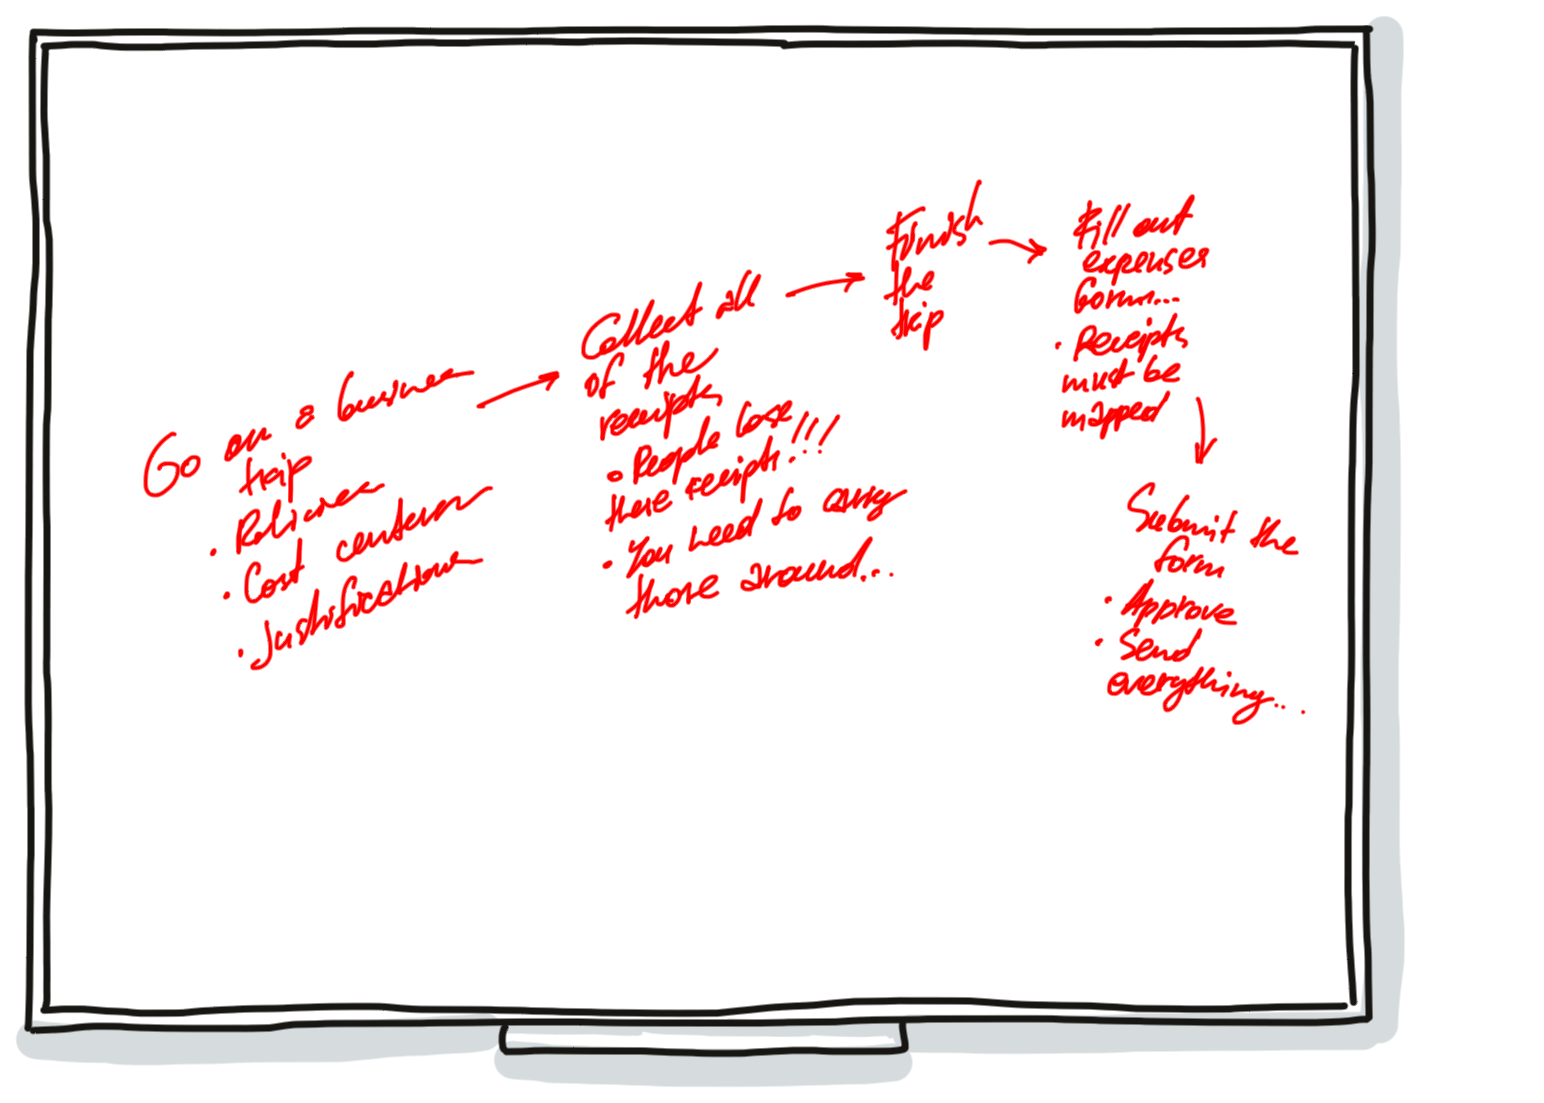 Go on a business
trip
• Policies
• Cost centers
• Justifications
Collect all
of the
receipts
• People lose
these receipts!!!
• You need to carry
those around...
Finish
the
trip
Fill out
expenses
form...
• Receipts
must be
mapped
Submit the
form
• Approve
• Send
everything...